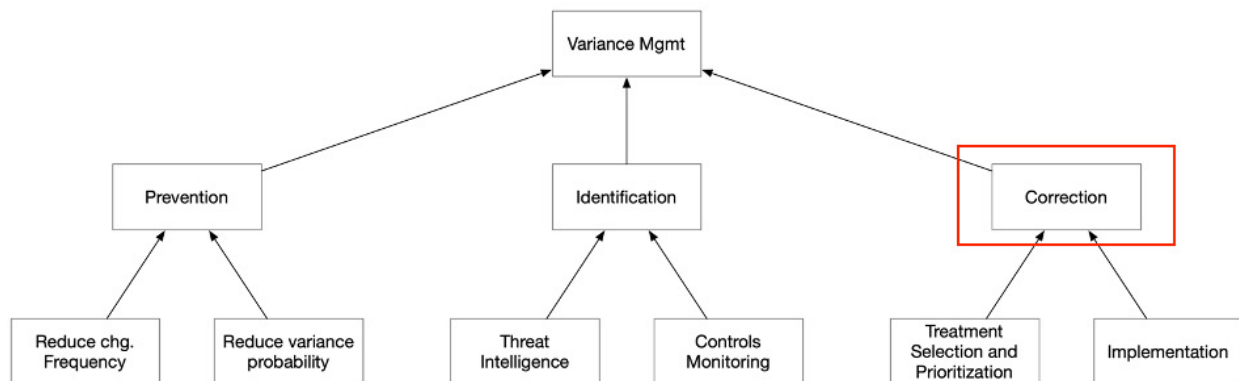 Variance Mgmt
Prevention
Identification
Correction
Reduce chg.
Frequency
Reduce variance
probability
Threat
Intelligence
Controls
Monitoring
Treatment
Selection and
Prioritization
Implementation